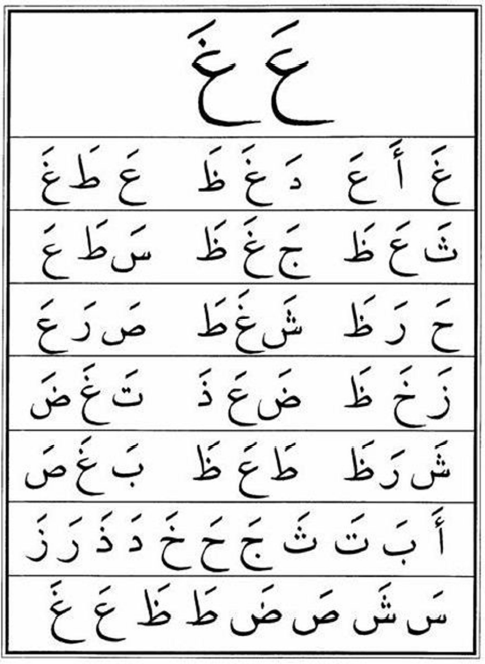 عَ غَ
غَ أَ عَ دَ غَ ظَ عَ طَ غَ
ثَ عَ ظَ جَ غَ ظَ سَ طَ عَ
حَ رَ ظَ شَ غَ طَ صَ رَ عَ
زَ خَ ظَ ضَ عَ ذَ تَ غَ ضَ
شَ رَ ظَ طَ عَ ظَ بَ غَ صَ
أَ بَ تَ ثَ جَ حَ خَ دَ ذَ رَ زَ
سَ شَ صَ ضَ طَ ظَ عَ غَ